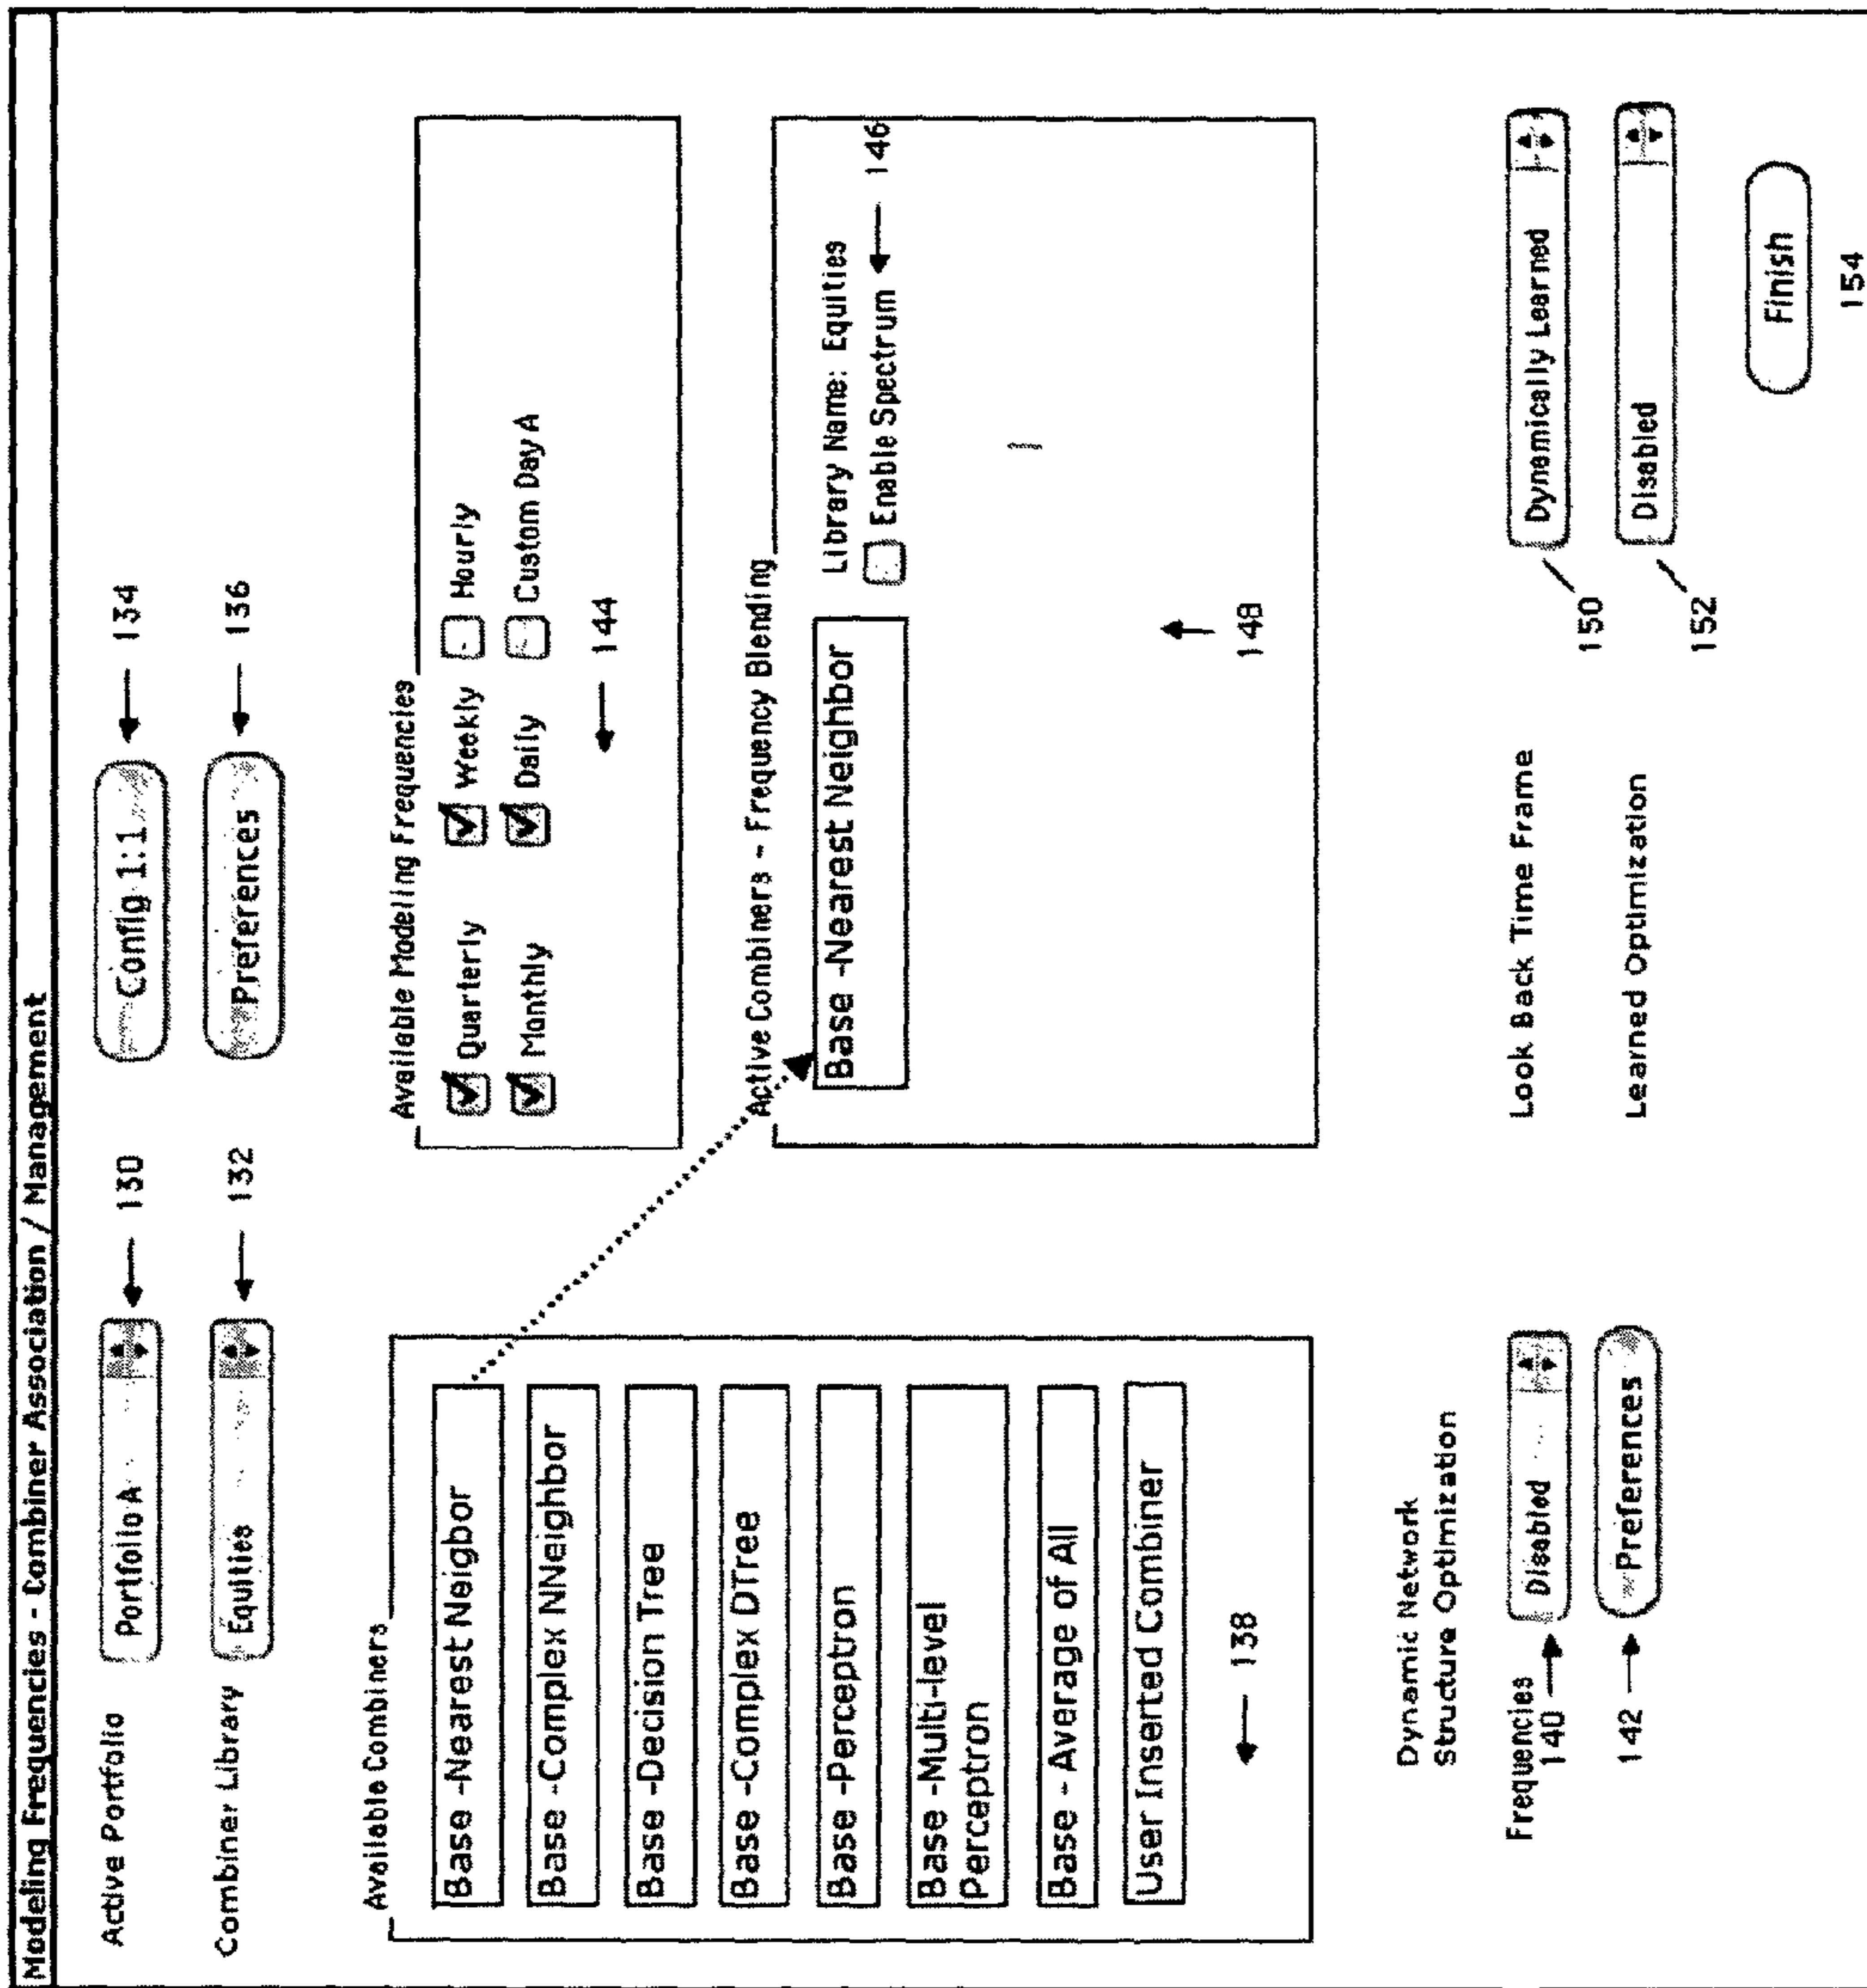 Modeling Frequencies - Combiner Association / Management
Active Portfolio
Portfolio A
130
Config 1:1
134
Combiner Library
Equities
132
Preferences
136
Available Combiners
Base -Nearest Neigbor
Base -Complex NNeighbor
Base -Decision Tree
Base -Complex DTree
Base -Perceptron
Base -Multi-level
Perceptron
Base - Average of All
User Inserted Combiner
138
Available Modeling Frequencies
Quarterly
Weekly
Hourly
Monthly
Daily
Custom Day A
144
Active Combiners - Frequency Blending
Base -Nearest Neighbor
Library Name: Equities
Enable Spectrum
146
148
Dynamic Network
Structure Optimization
Frequencies
140
Disabled
142
Preferences
Look Back Time Frame
150
Dynamically Learned
Learned Optimization
152
Disabled
Finish
154